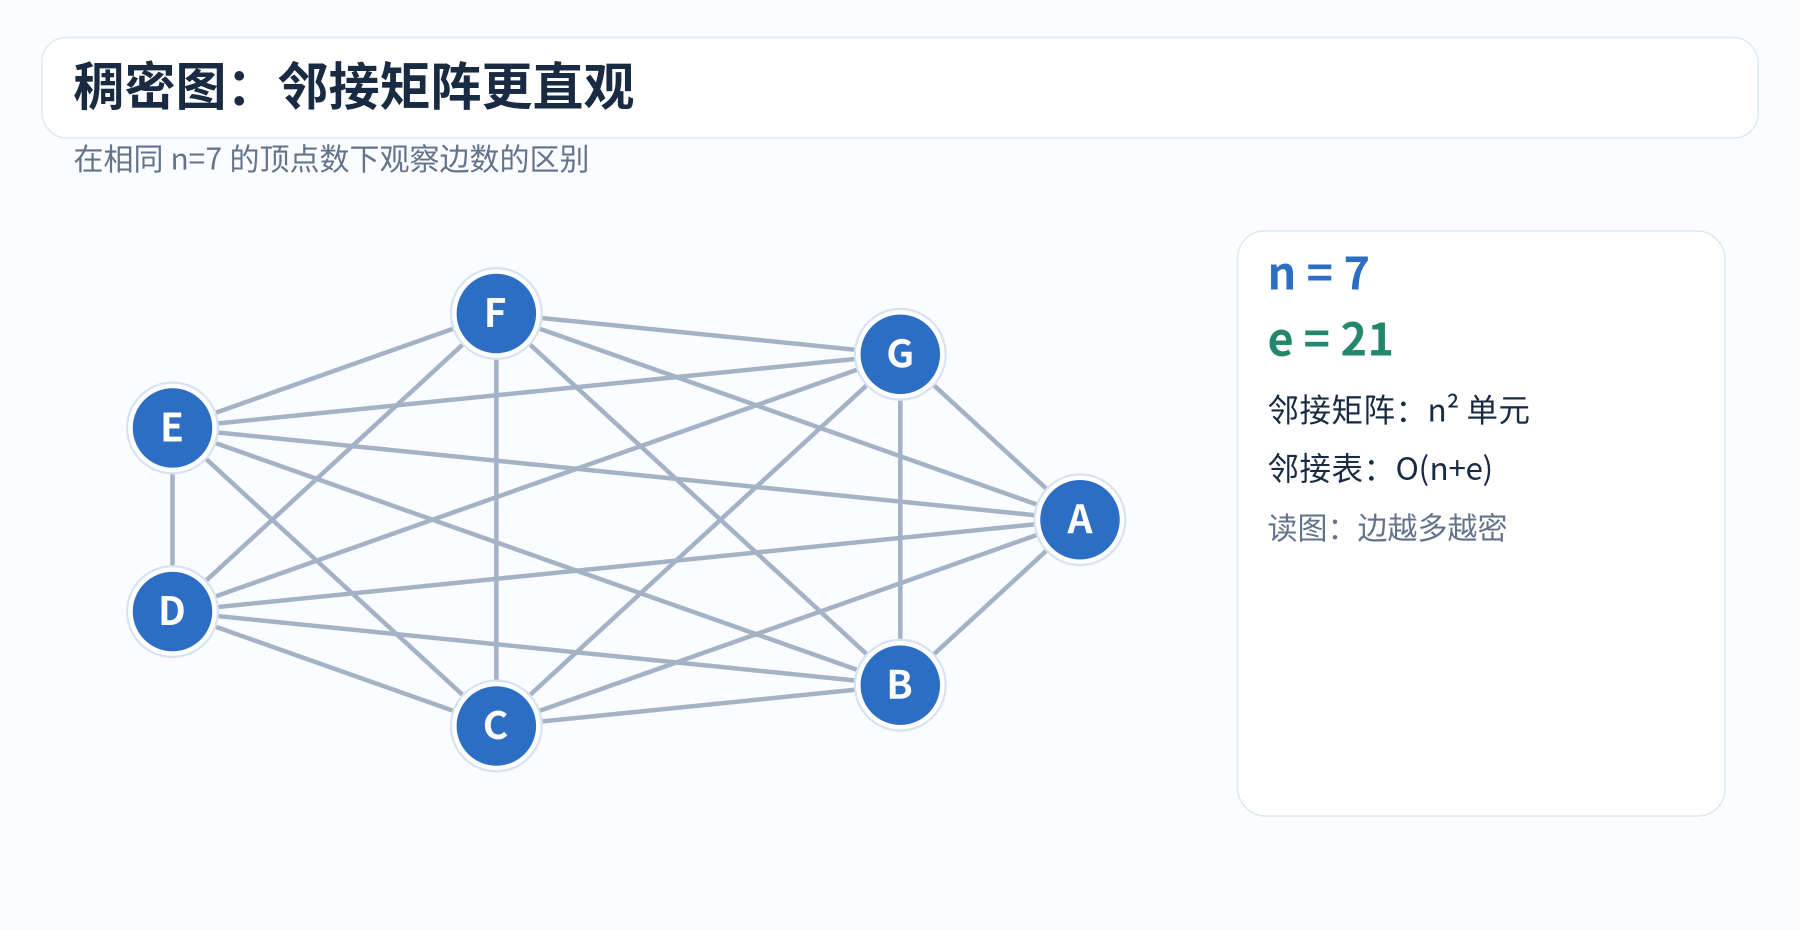 稠密图：邻接矩阵更直观
在相同 n=7 的顶点数下观察边数的区别
n = 7
e = 21
邻接矩阵：n² 单元
邻接表：O(n+e)
读图：边越多越密
F
G
E
A
D
B
C